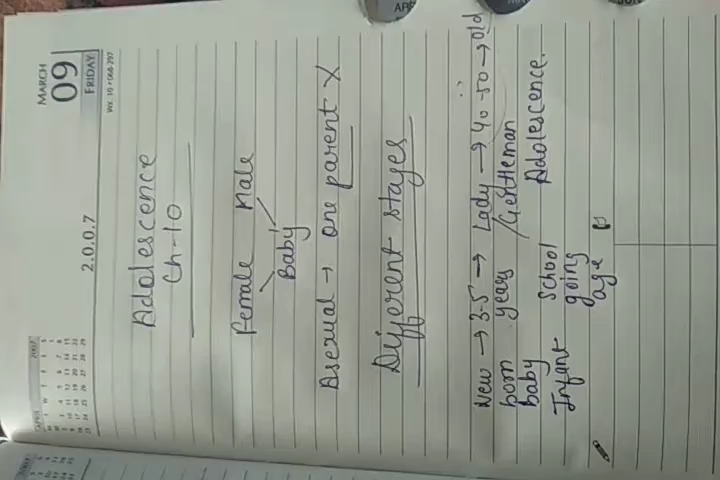 MARCH
09
FRIDAY
2.0.0.7
Adolescence
Ch-10
Female Male
Baby
Asexual → one parent X
Different stages
New → 3-5 → Lady → 40-50 → old
born years /Gentleman
baby
Infant School Adolescence.
going
age